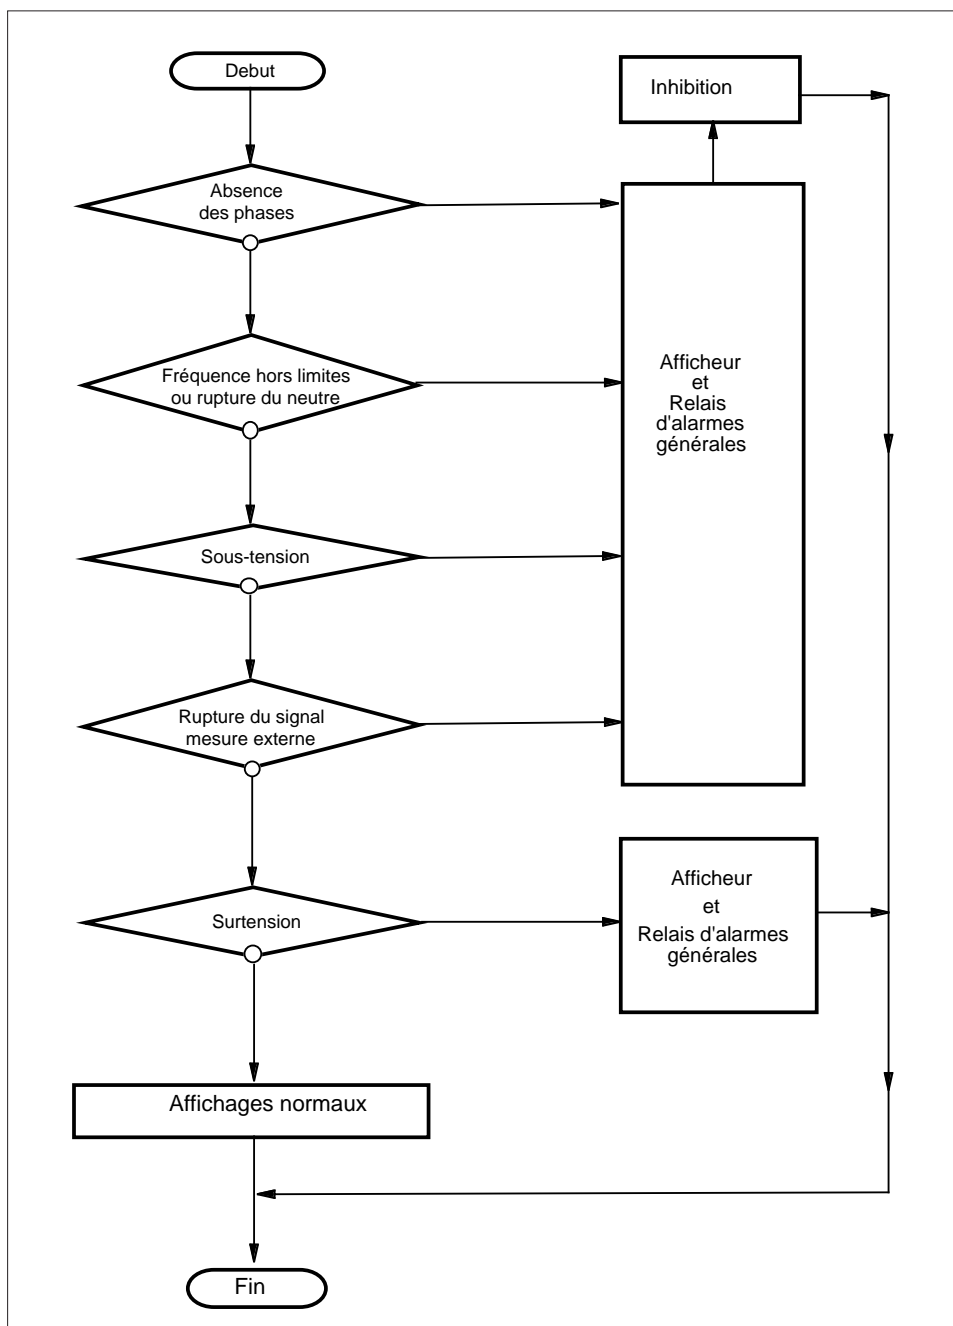 Debut
Inhibition
Absence
des phases
Fréquence hors limites
ou rupture du neutre
Afficheur
et
Relais
d'alarmes
générales
Sous-tension
Rupture du signal
mesure externe
Surtension
Afficheur
et
Relais d'alarmes
générales
Affichages normaux
Fin